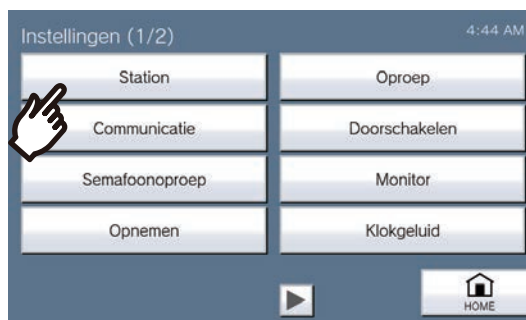 Instellingen (1/2) 4:44 AM
Station Oproep
Communicatie Doorschakelen
Semafoonoproep Monitor
Opnemen Klokgeluid
HOME